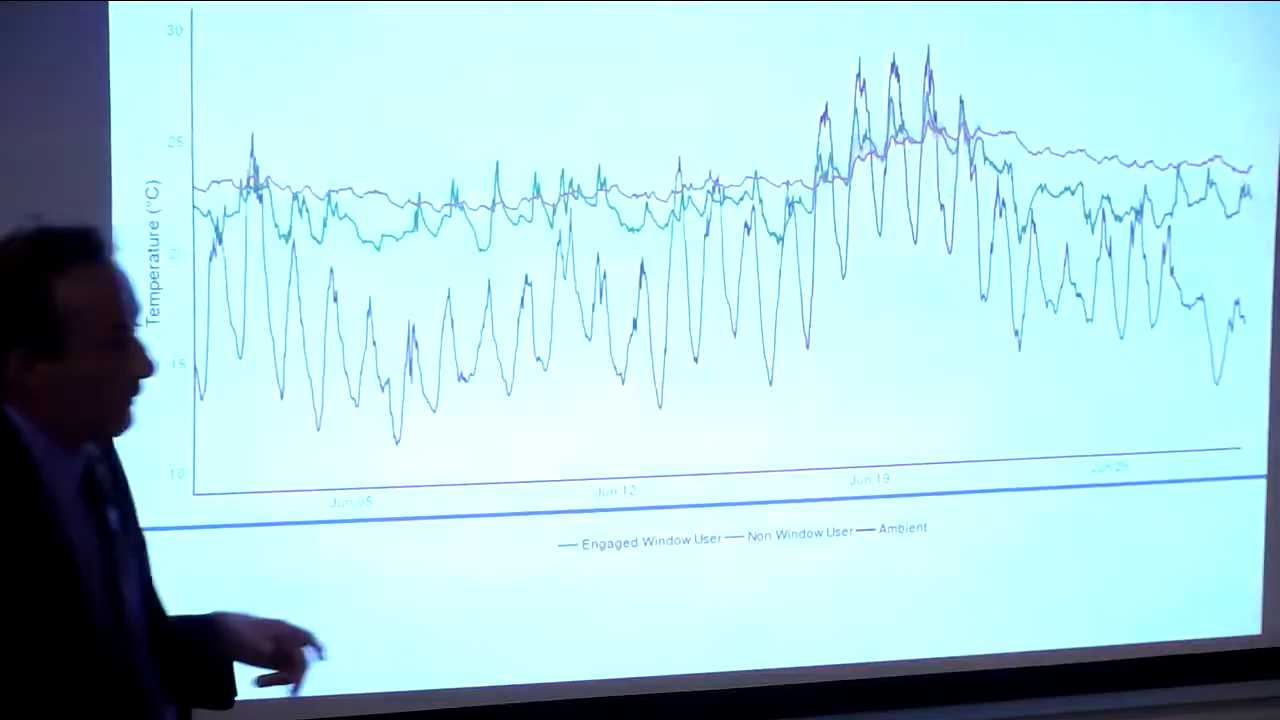 30
25
Temperature (°C)
20
15
10
Jun 05
Jun 12
Jun 19
Jun 26
Engaged Window User
Non Window User
Ambient